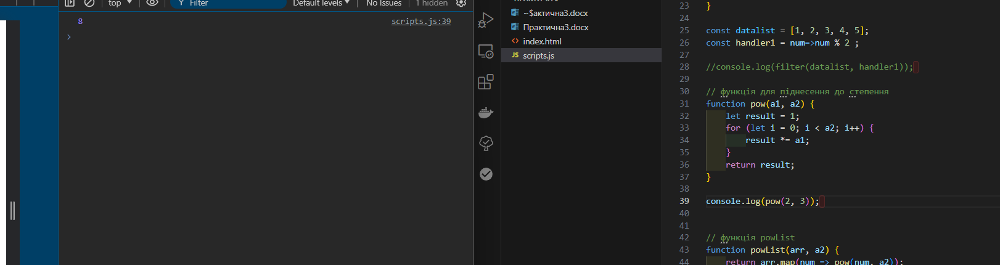 top
Filter
Default levels
No Issues
1 hidden
8
scripts.js:39
>
~$актична3.docx
Практична3.docx
index.html
JS scripts.js
23 }
24
25 const datalist = [1, 2, 3, 4, 5];
26 const handler1 = num=>num % 2 ;
27
28 //console.log(filter(datalist, handler1));
29
30 // функція для піднесення до степення
31 function pow(a1, a2) {
32 let result = 1;
33 for (let i = 0; i < a2; i++) {
34 result *= a1;
35 }
36 return result;
37 }
38
39 console.log(pow(2, 3));
40
41
42 // функція powList
43 function powList(arr, a2) {
44 return arr.map(num => pow(num, a2));